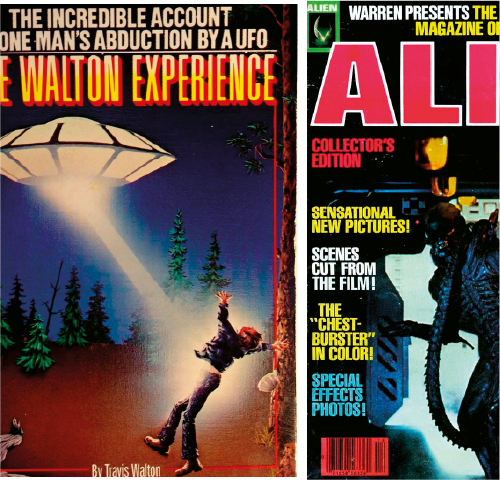 THE INCREDIBLE ACCOUNT
ONE MAN'S ABDUCTION BY A UFO
E WALTON EXPERIENCE
By Travis Walton
ALIEN
WARREN PRESENTS THE
MAGAZINE O
ALI
COLLECTOR'S
EDITION
SENSATIONAL
NEW PICTURES!
SCENES
CUT FROM
THE FILM!
THE
"CHEST-
BURSTER"
IN COLOR!
SPECIAL
EFFECTS
PHOTOS!